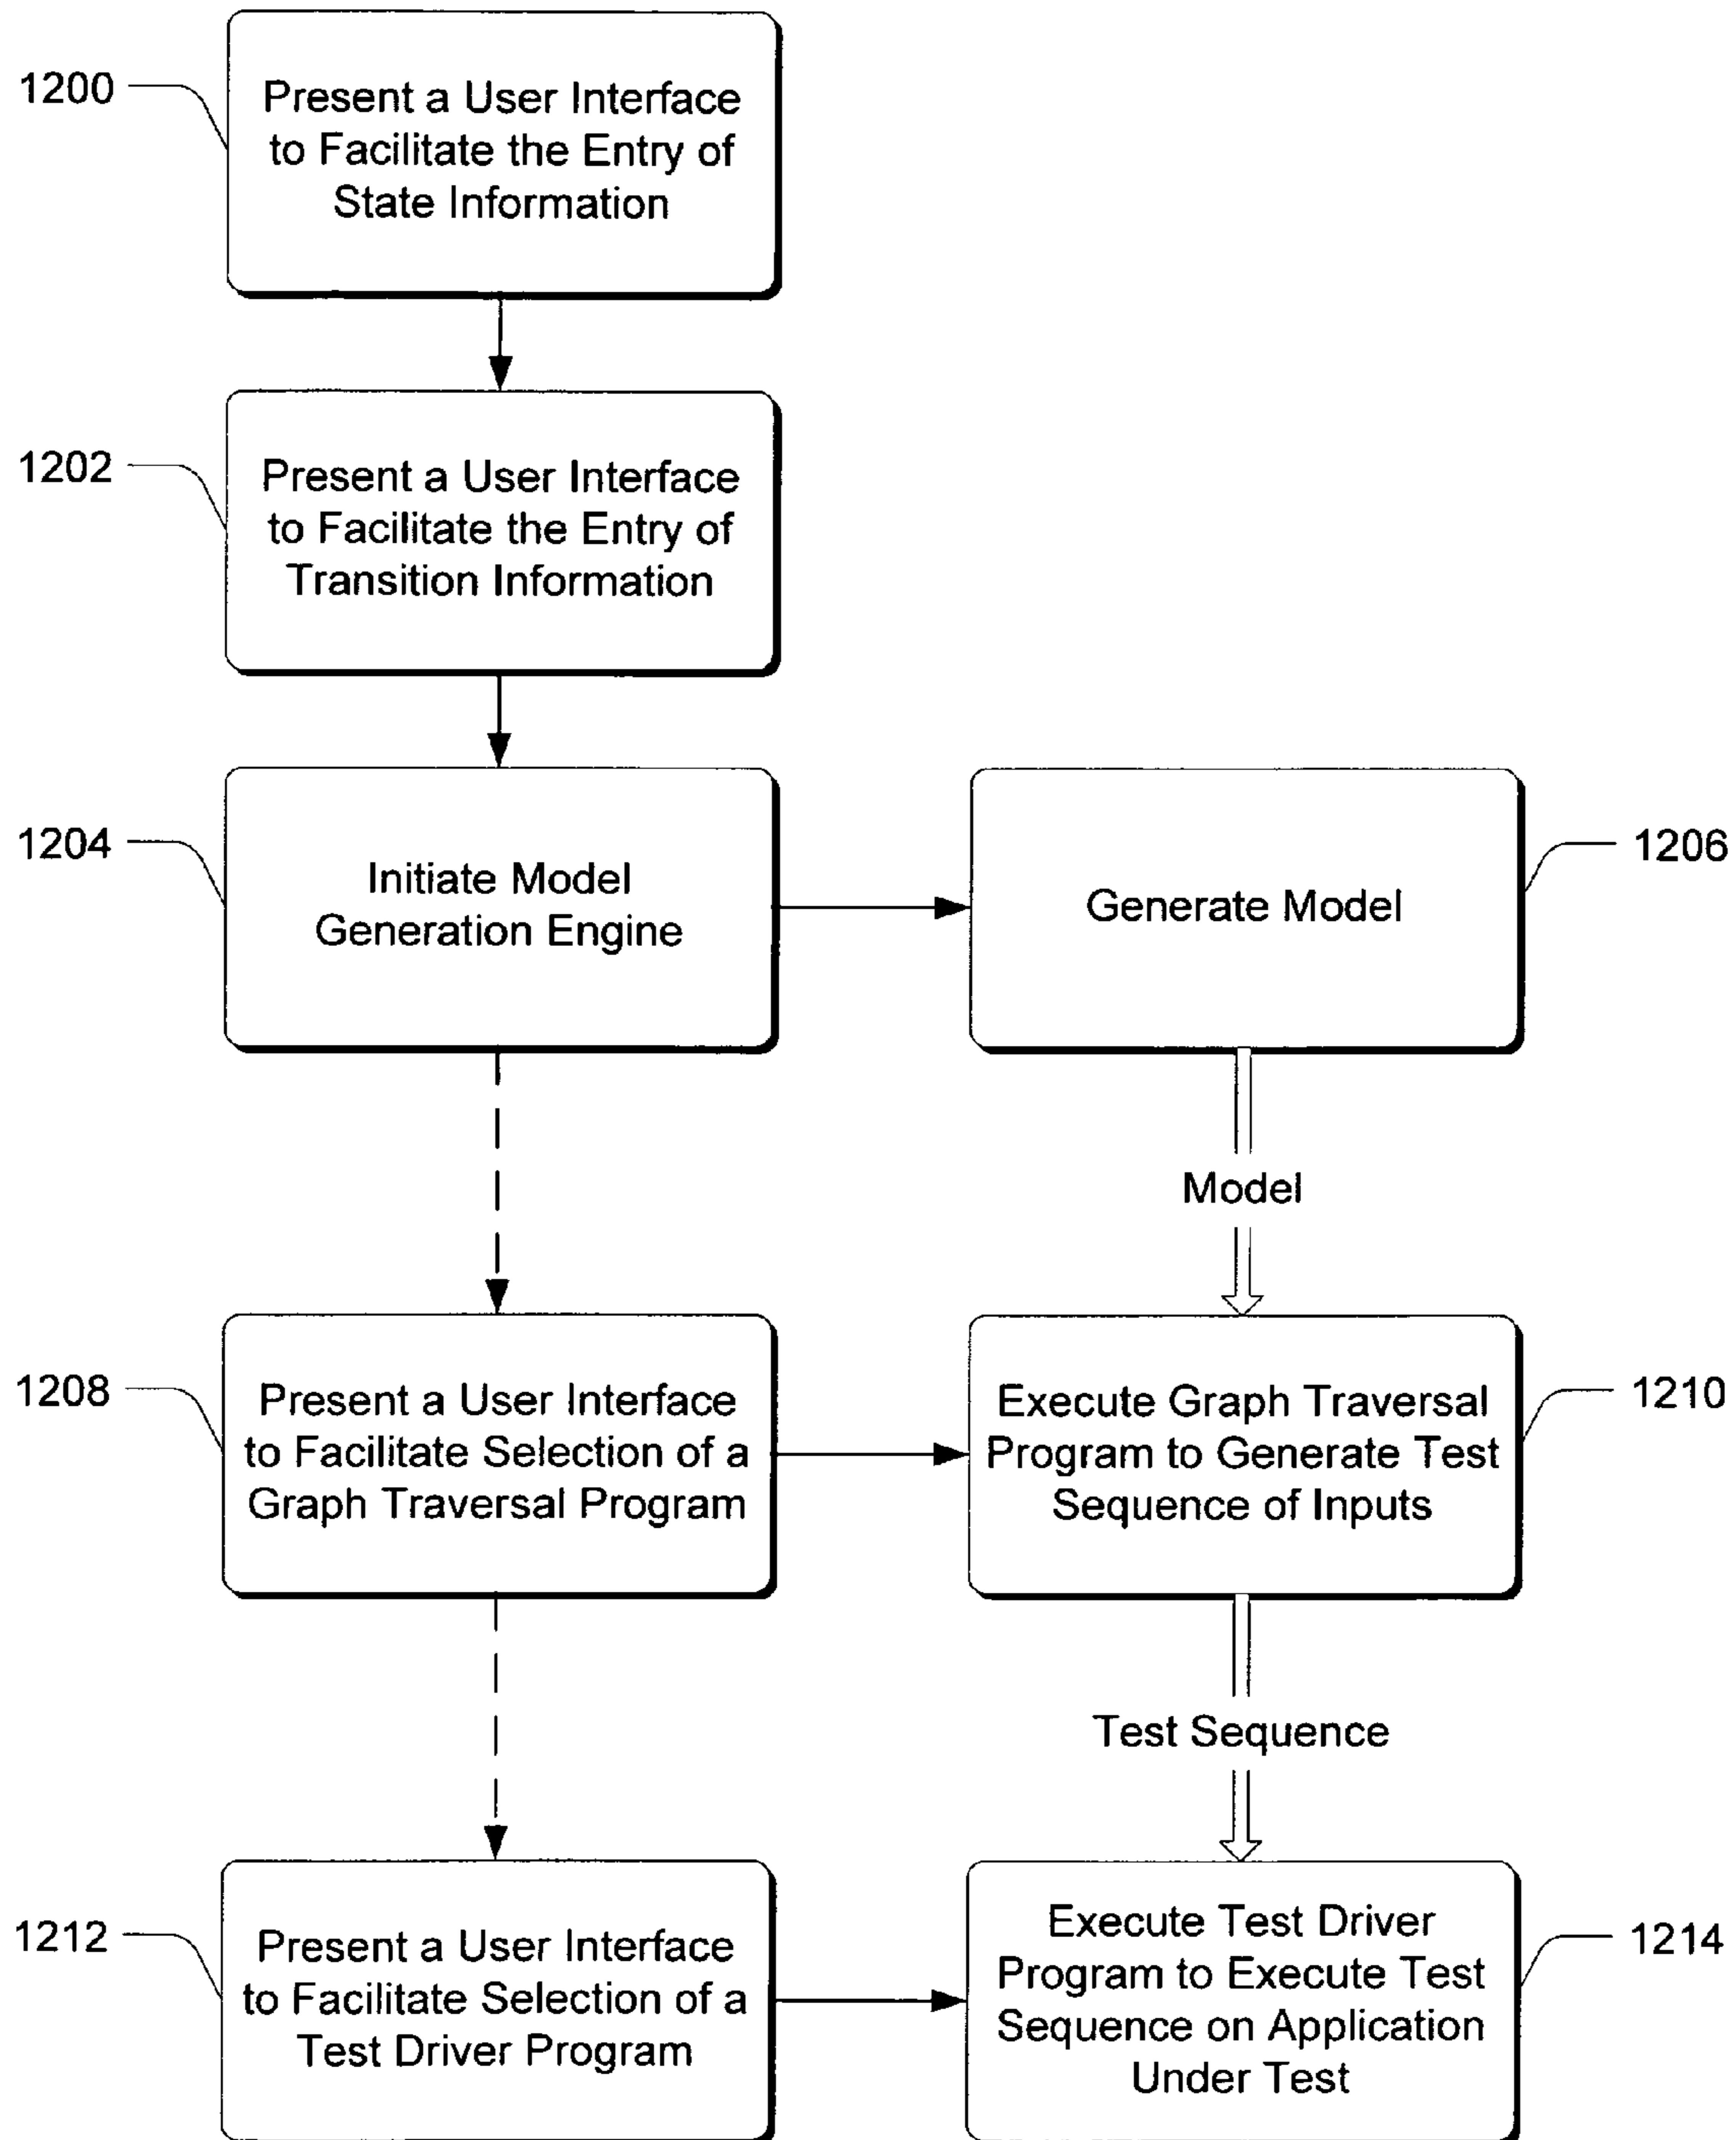 1200
Present a User Interface
to Facilitate the Entry of
State Information
1202
Present a User Interface
to Facilitate the Entry of
Transition Information
1204
Initiate Model
Generation Engine
1206
Generate Model
Model
1208
Present a User Interface
to Facilitate Selection of a
Graph Traversal Program
1210
Execute Graph Traversal
Program to Generate Test
Sequence of Inputs
Test Sequence
1212
Present a User Interface
to Facilitate Selection of a
Test Driver Program
1214
Execute Test Driver
Program to Execute Test
Sequence on Application
Under Test